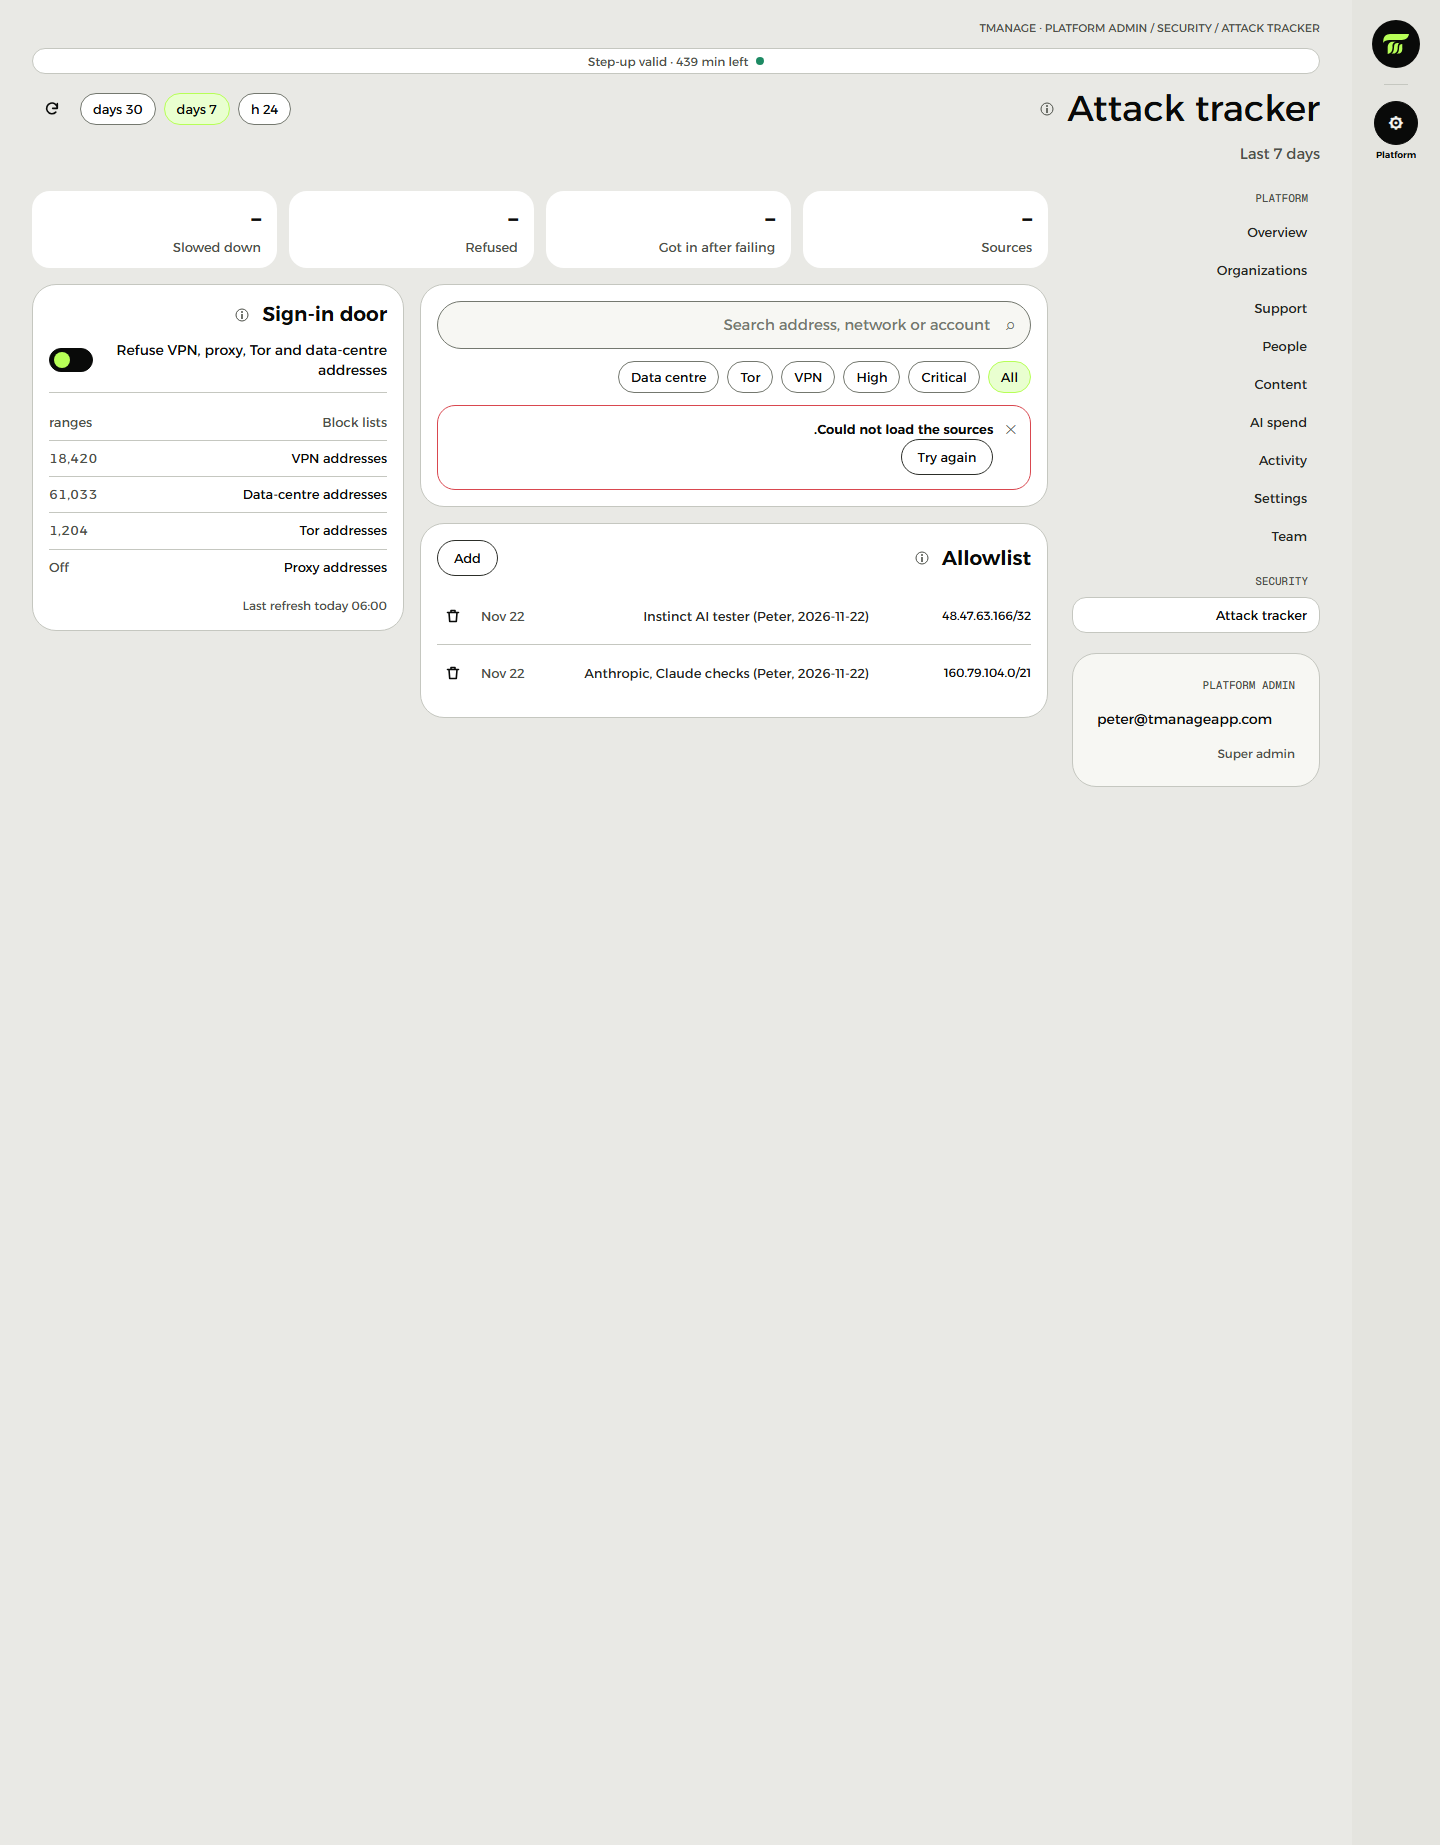 TMANAGE · PLATFORM ADMIN / SECURITY / ATTACK TRACKER
Step-up valid · 439 min left
Attack tracker
h 24
days 7
days 30
Last 7 days
Platform
PLATFORM
Overview
Organizations
Support
People
Content
AI spend
Activity
Settings
Team
SECURITY
Attack tracker
PLATFORM ADMIN
peter@tmanageapp.com
Super admin
–
Sources
–
Got in after failing
–
Refused
–
Slowed down
Search address, network or account
All
Critical
High
VPN
Tor
Data centre
.Could not load the sources
Try again
Allowlist
Add
48.47.63.166/32
Instinct AI tester (Peter, 2026-11-22)
Nov 22
160.79.104.0/21
Anthropic, Claude checks (Peter, 2026-11-22)
Nov 22
Sign-in door
Refuse VPN, proxy, Tor and data-centre
addresses
Block lists
ranges
VPN addresses
18,420
Data-centre addresses
61,033
Tor addresses
1,204
Proxy addresses
Off
Last refresh today 06:00